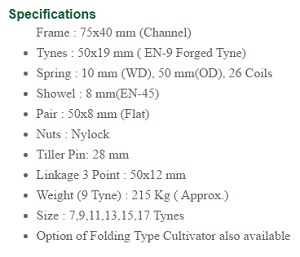 Specifications
Frame : 75x40 mm (Channel)
Tynes : 50x19 mm ( EN-9 Forged Tyne)
Spring : 10 mm (WD), 50 mm(OD), 26 Coils
Showel : 8 mm(EN-45)
Pair : 50x8 mm (Flat)
Nuts : Nylock
Tiller Pin: 28 mm
Linkage 3 Point : 50x12 mm
Weight (9 Tyne) : 215 Kg ( Approx.)
Size : 7,9,11,13,15,17 Tynes
Option of Folding Type Cultivator also available